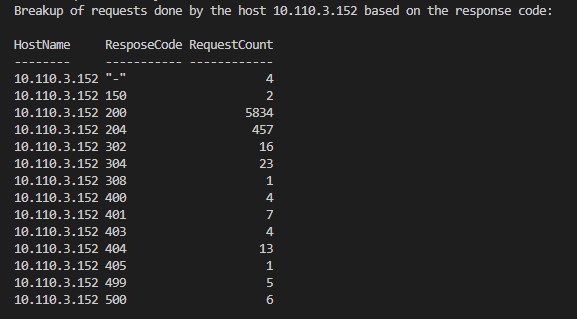 Breakup of requests done by the host 10.110.3.152 based on the response code:
HostName ResposeCode RequestCount
-------- ----------- ------------
10.110.3.152 "-" 4
10.110.3.152 150 2
10.110.3.152 200 5834
10.110.3.152 204 457
10.110.3.152 302 16
10.110.3.152 304 23
10.110.3.152 308 1
10.110.3.152 400 4
10.110.3.152 401 7
10.110.3.152 403 4
10.110.3.152 404 13
10.110.3.152 405 1
10.110.3.152 499 5
10.110.3.152 500 6